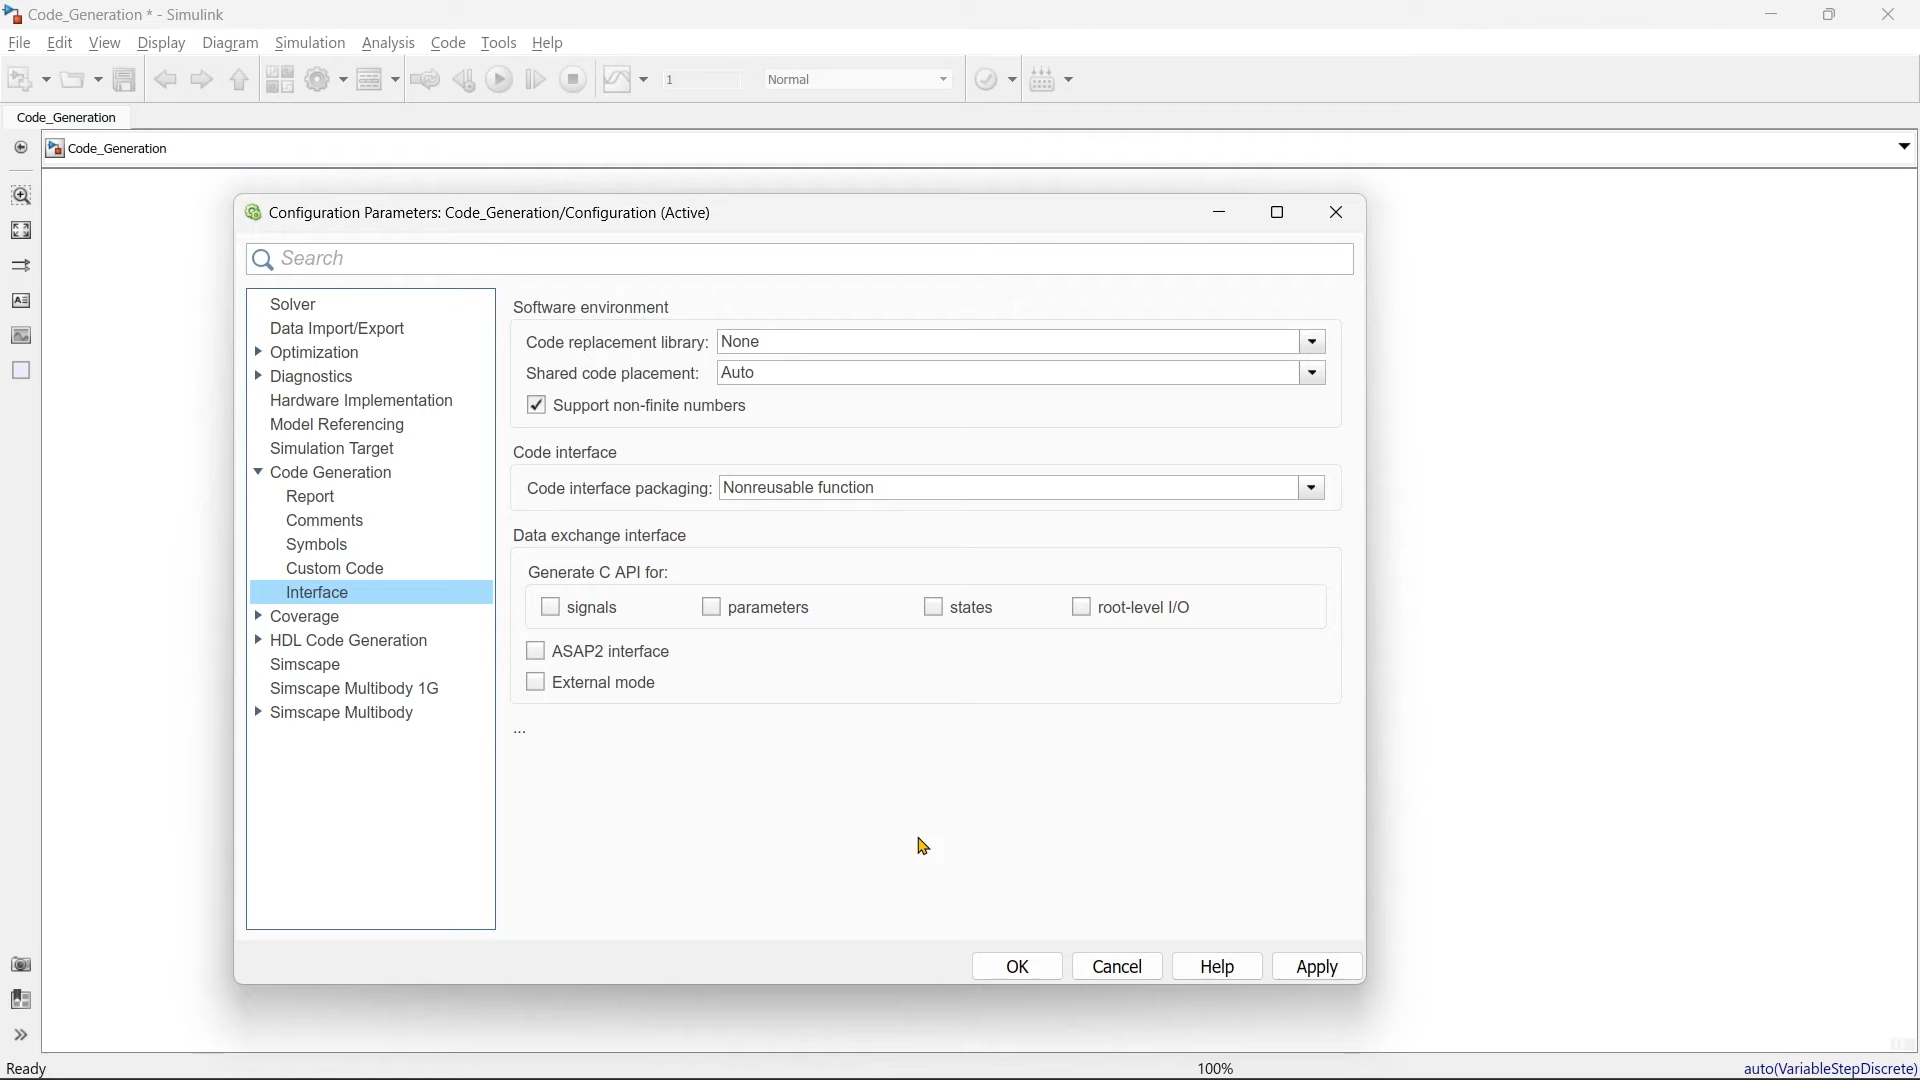 Code_Generation * - Simulink
File Edit View Display Diagram Simulation Analysis Code Tools Help
1 Normal
Code_Generation
Code_Generation
Configuration Parameters: Code_Generation/Configuration (Active)
Search
Solver
Data Import/Export
Optimization
Diagnostics
Hardware Implementation
Model Referencing
Simulation Target
Code Generation
Report
Comments
Symbols
Custom Code
Interface
Coverage
HDL Code Generation
Simscape
Simscape Multibody 1G
Simscape Multibody
Software environment
Code replacement library: None
Shared code placement: Auto
Support non-finite numbers
Code interface
Code interface packaging: Nonreusable function
Data exchange interface
Generate C API for:
signals parameters states root-level I/O
ASAP2 interface
External mode
...
OK Cancel Help Apply
Ready 100% auto(VariableStepDiscrete)